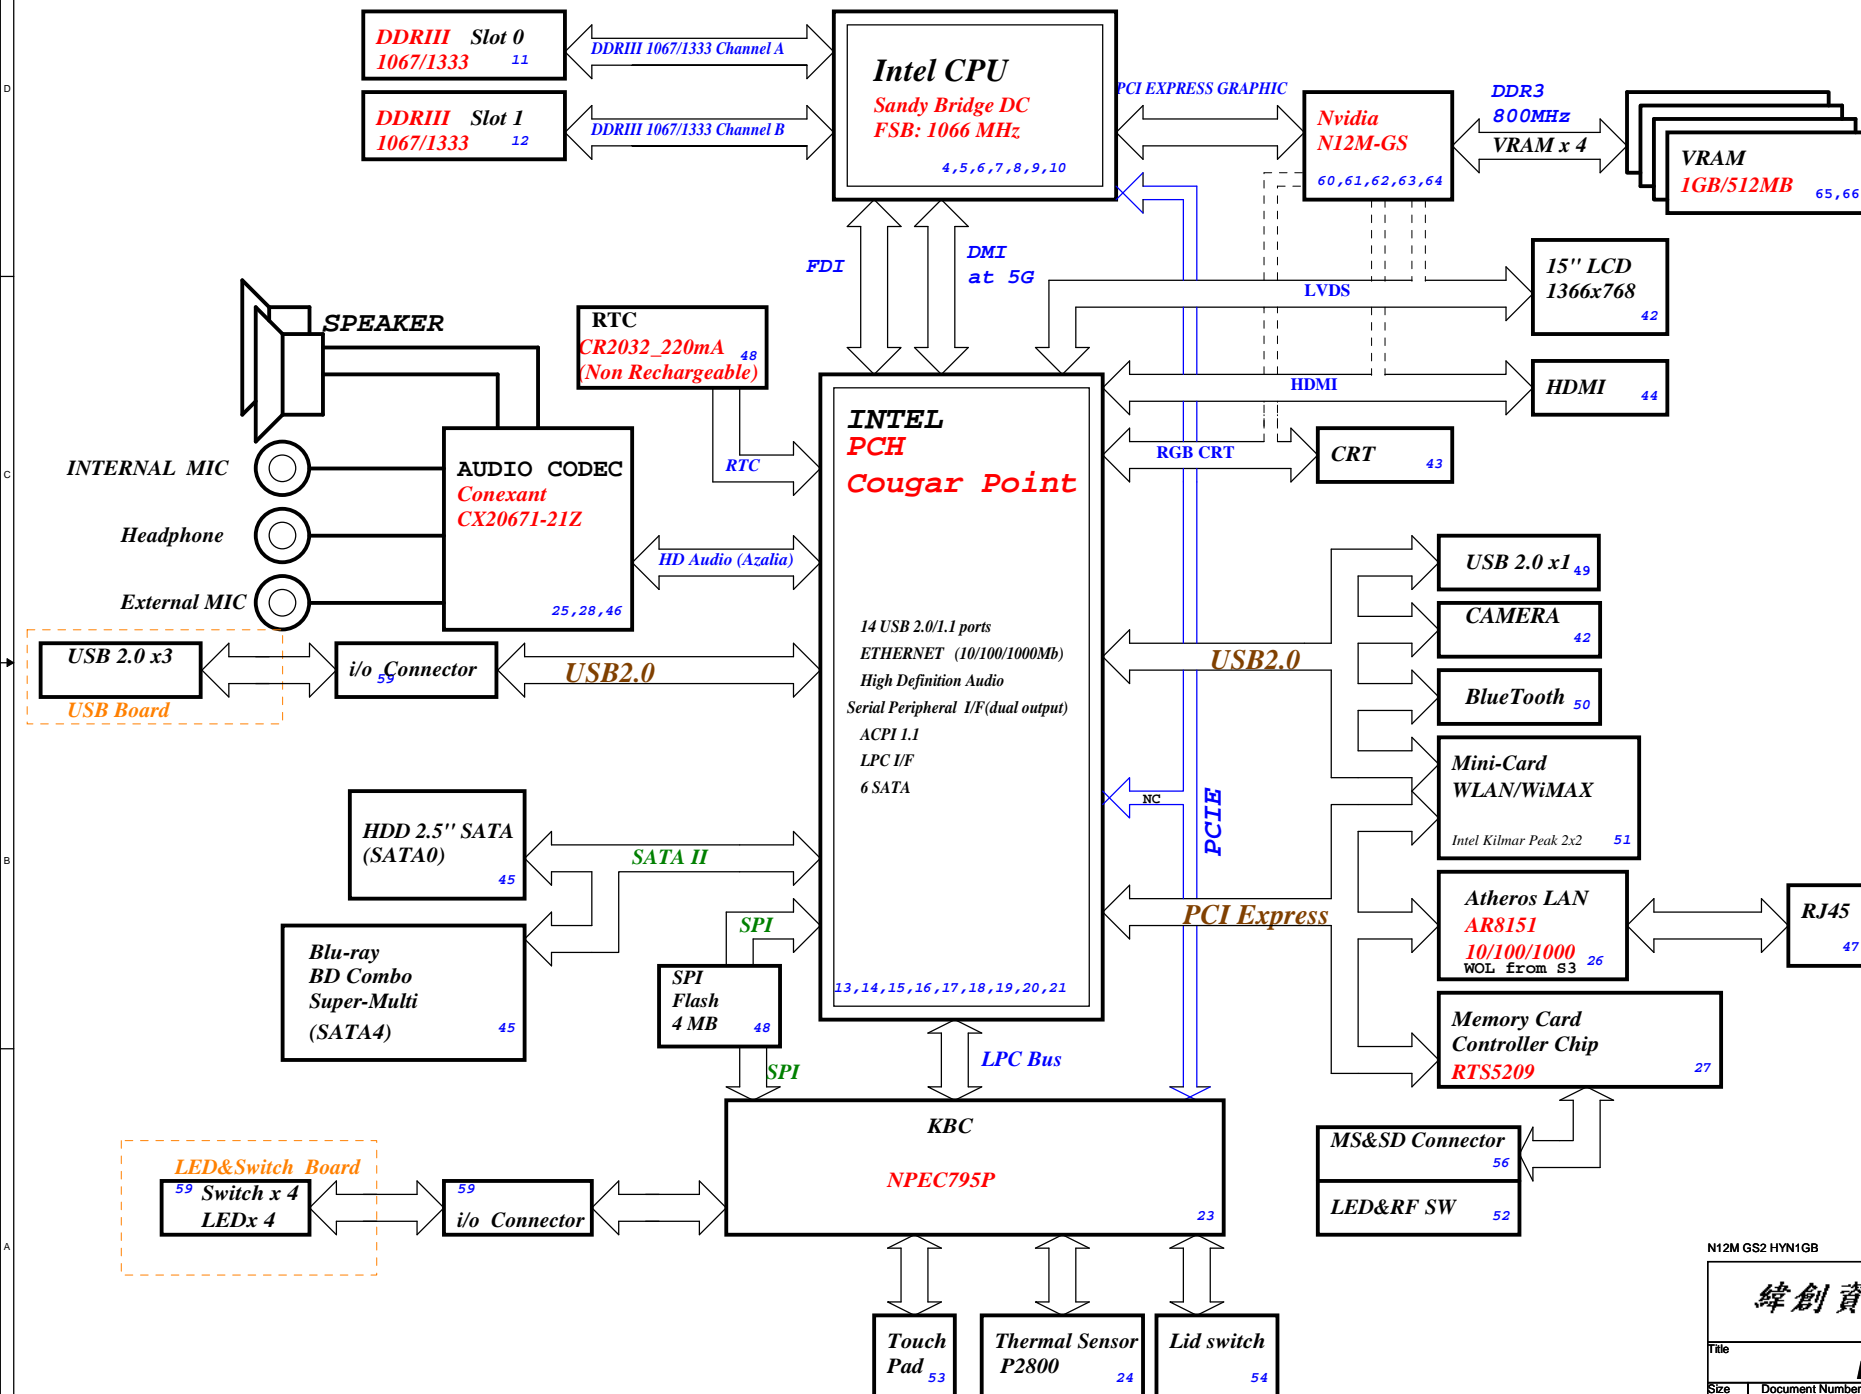 DDRIII Slot 0
1067/1333 11
DDRIII 1067/1333 Channel A
DDRIII Slot 1
1067/1333 12
DDRIII 1067/1333 Channel B
Intel CPU
Sandy Bridge DC
FSB: 1066 MHz
4,5,6,7,8,9,10
PCI EXPRESS GRAPHIC
Nvidia
N12M-GS
60,61,62,63,64
DDR3
800MHz
VRAM x 4
VRAM
1GB/512MB
65,66
D
FDI
DMI
at 5G
LVDS
15" LCD
1366x768
42
SPEAKER
RTC
CR2032_220mA 48
(Non Rechargeable)
RTC
HDMI
HDMI 44
INTEL
PCH
Cougar Point
RGB CRT
CRT 43
C
INTERNAL MIC
Headphone
External MIC
AUDIO CODEC
Conexant
CX20671-21Z
25,28,46
HD Audio (Azalia)
USB 2.0 x1 49
CAMERA
42
BlueTooth 50
14 USB 2.0/1.1 ports
ETHERNET (10/100/1000Mb)
High Definition Audio
Serial Peripheral I/F(dual output)
ACPI 1.1
LPC I/F
6 SATA
13,14,15,16,17,18,19,20,21
USB 2.0 x3
USB Board
i/o Connector
59
USB2.0
USB2.0
Mini-Card
WLAN/WiMAX
Intel Kilmar Peak 2x2 51
NC
PCIE
B
HDD 2.5" SATA
(SATA0)
45
SATA II
Blu-ray
BD Combo
Super-Multi
(SATA4) 45
SPI
SPI
Flash
4 MB 48
SPI
PCI Express
Atheros LAN
AR8151
10/100/1000
WOL from S3 26
RJ45
47
Memory Card
Controller Chip
RTS5209 27
LPC Bus
KBC
NPEC795P
23
MS&SD Connector
56
LED&RF SW
52
LED&Switch Board
59 Switch x 4
LEDx 4
59
i/o Connector
A
Touch
Pad 53
Thermal Sensor
P2800
24
Lid switch
54
N12M GS2 HYN1GB
緯創資
Title
Size Document Number